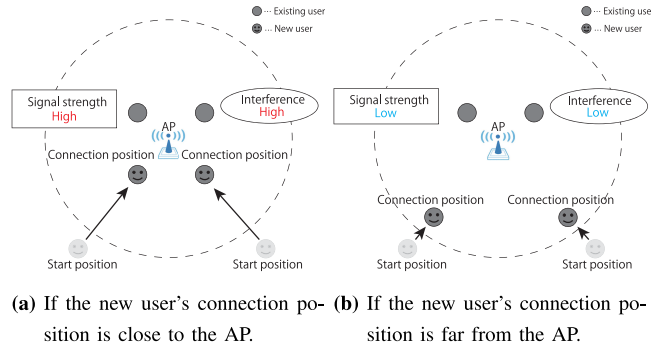 ··· Existing user
··· New user
Signal strength
High
Interference
High
AP
Connection position
Connection position
Start position
Start position
(a) If the new user's connection po-
sition is close to the AP.
··· Existing user
··· New user
Signal strength
Low
Interference
Low
AP
Connection position
Connection position
Start position
Start position
(b) If the new user's connection po-
sition is far from the AP.